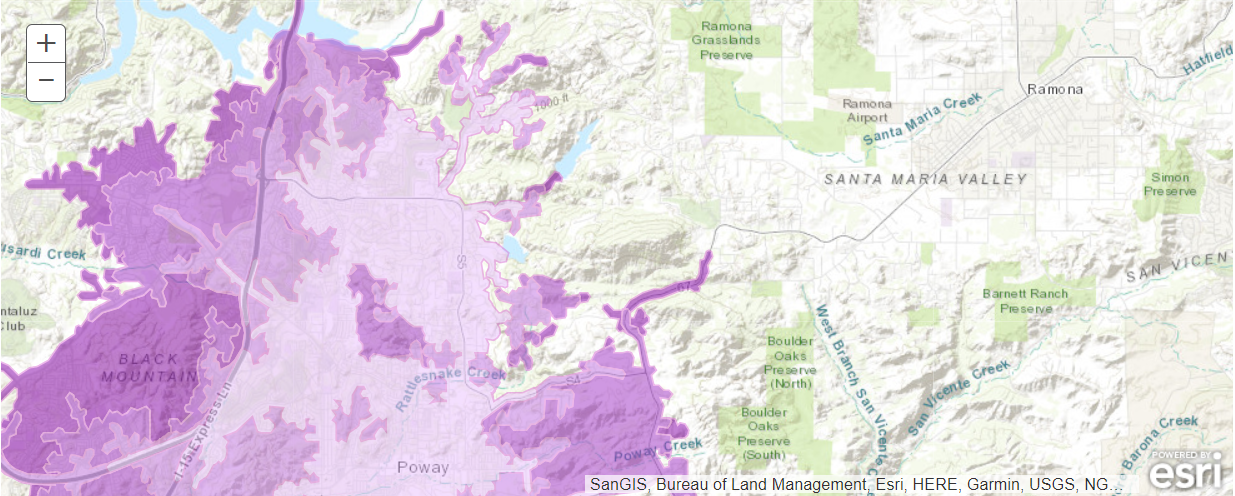 +
−
Ramona
Grasslands
Preserve
Hatfield
Ramona
1000 ft
Ramona
Airport
Santa Maria Creek
SANTA MARIA VALLEY
Simon
Preserve
usardi Creek
S5
67
SAN VICENT
Barnett Ranch
Preserve
ntaluz
Club
West Branch San Vicente C
Boulder
Oaks
Preserve
(North)
BLACK
MOUNTAIN
Rattlesnake Creek
S4
San Vicente Creek
I-15-Express-Ln
Boulder
Oaks
Preserve
(South)
Barona Creek
Poway Creek
Poway
POWERED BY
esri
SanGIS, Bureau of Land Management, Esri, HERE, Garmin, USGS, NG...